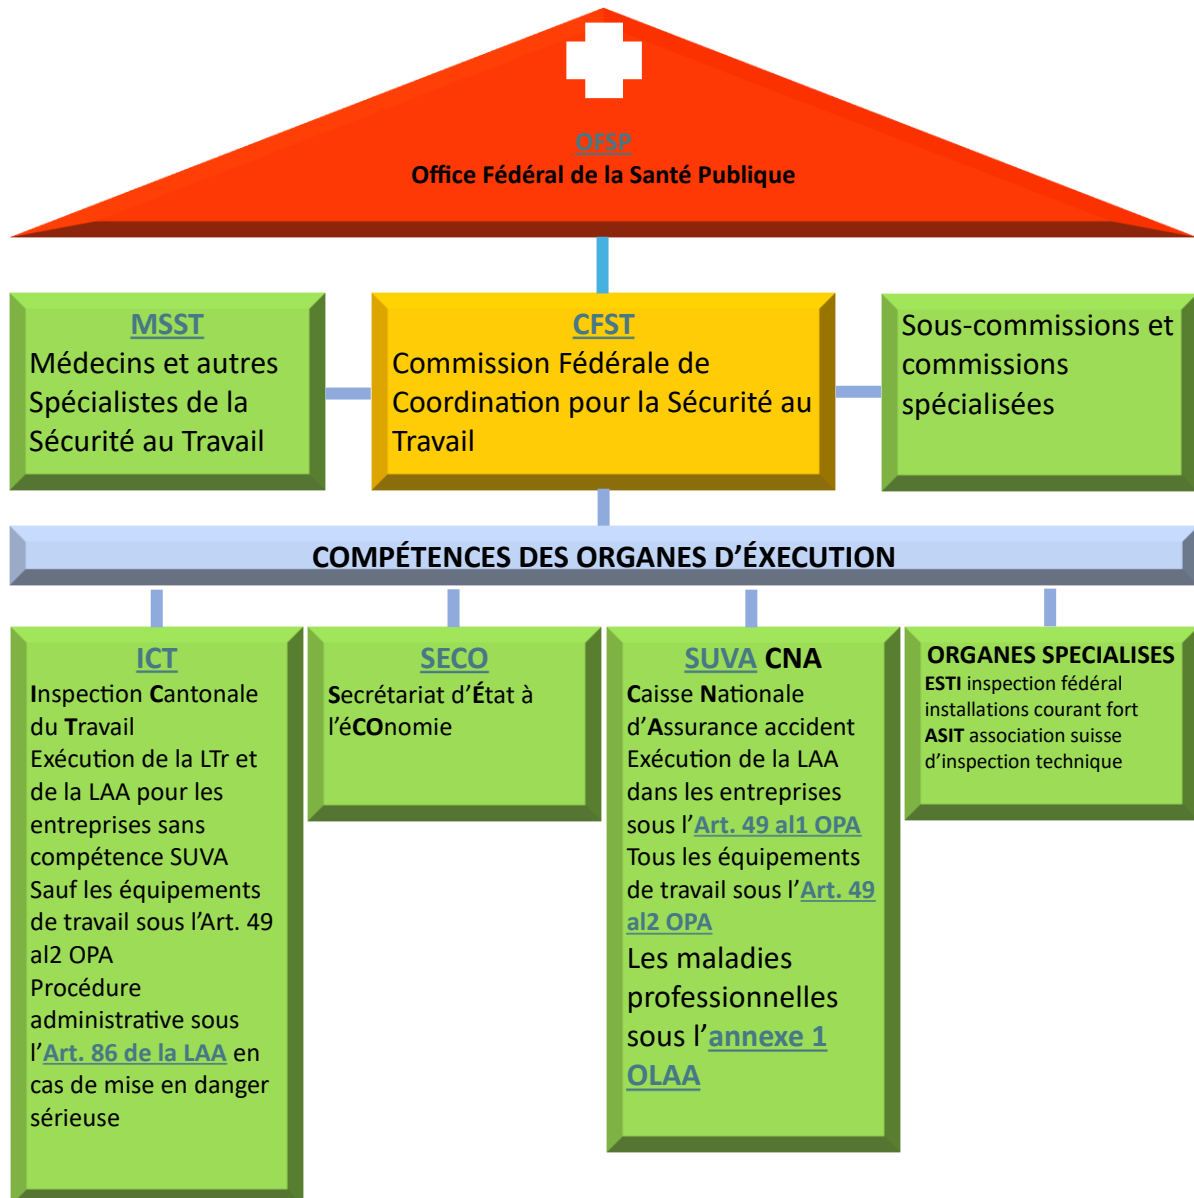 OFSP
Office Fédéral de la Santé Publique
MSST
Médecins et autres
Spécialistes de la
Sécurité au Travail
CFST
Commission Fédérale de
Coordination pour la Sécurité au
Travail
Sous-commissions et
commissions
spécialisées
COMPÉTENCES DES ORGANES D’ÉXECUTION
ICT
Inspection Cantonale
du Travail
Exécution de la LTr et
de la LAA pour les
entreprises sans
compétence SUVA
Sauf les équipements
de travail sous l’Art. 49
al2 OPA
Procédure
administrative sous
l’Art. 86 de la LAA en
cas de mise en danger
sérieuse
SECO
Secrétariat d’État à
l’éCOnomie
SUVA CNA
Caisse Nationale
d’Assurance accident
Exécution de la LAA
dans les entreprises
sous l’Art. 49 al1 OPA
Tous les équipements
de travail sous l’Art. 49
al2 OPA
Les maladies
professionnelles
sous l’annexe 1
OLAA
ORGANES SPECIALISES
ESTI inspection fédéral
installations courant fort
ASIT association suisse
d’inspection technique